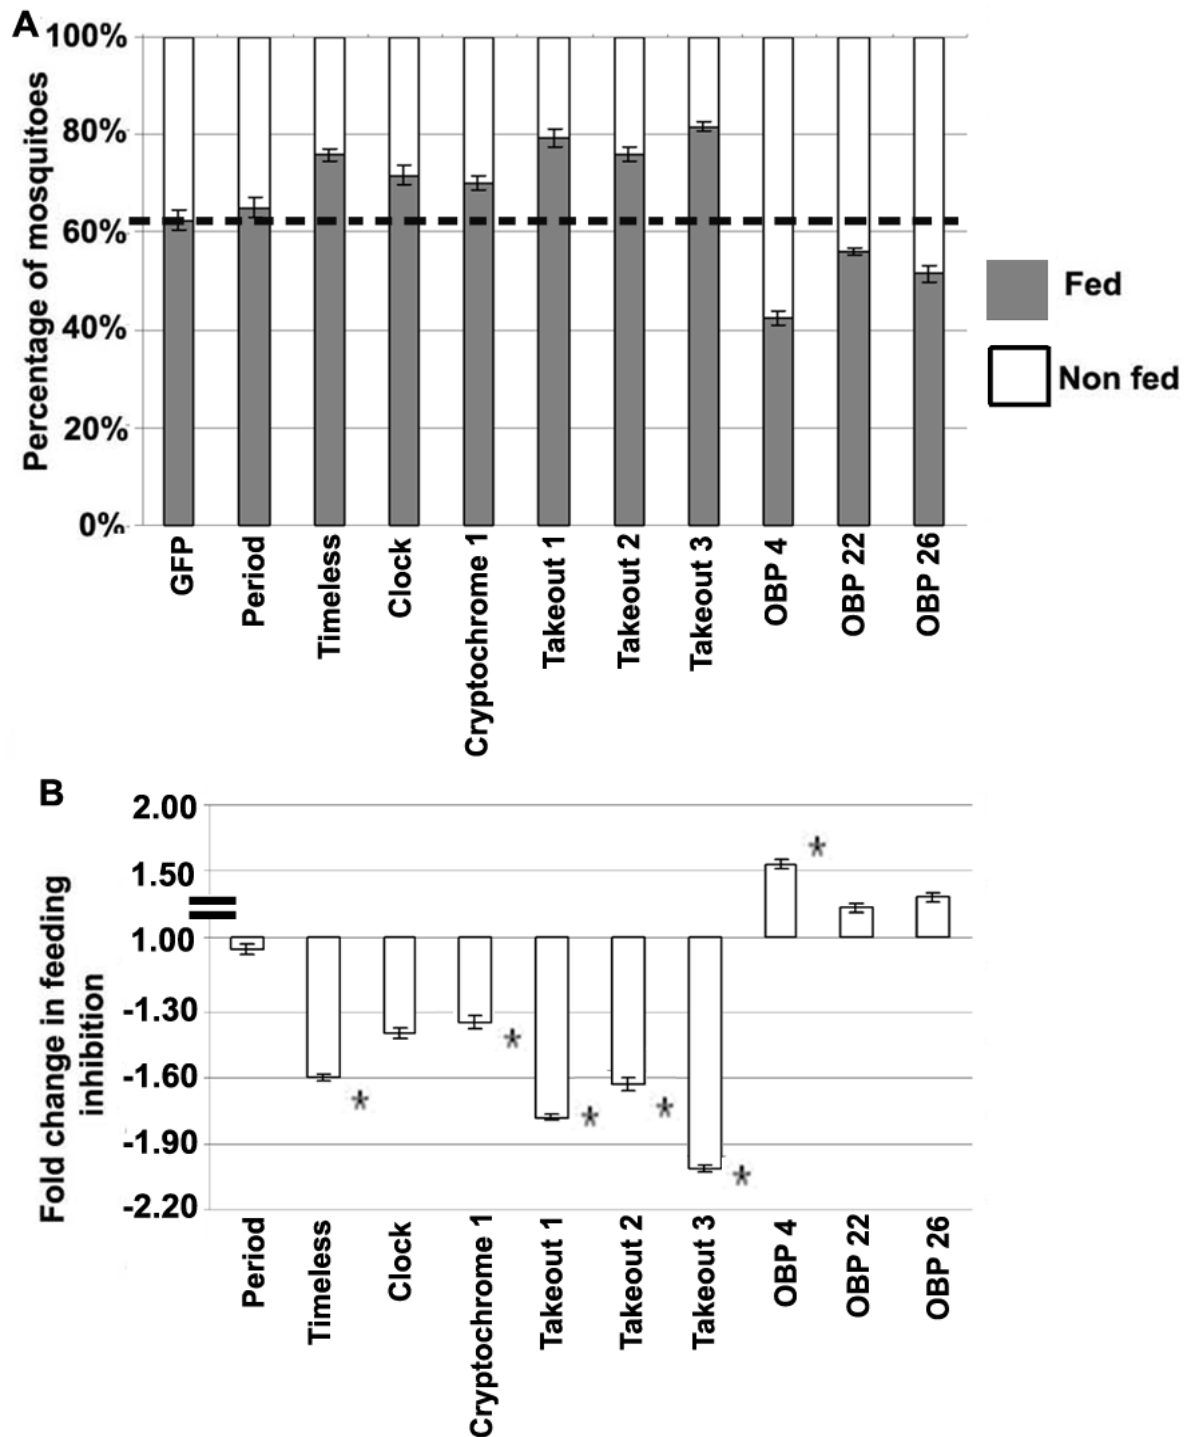 A
100%
80%
60%
40%
20%
0%
Percentage of mosquitoes
GFP
Period
Timeless
Clock
Cryptochrome 1
Takeout 1
Takeout 2
Takeout 3
OBP 4
OBP 22
OBP 26
Fed
Non fed
B
2.00
1.50
1.00
-1.30
-1.60
-1.90
-2.20
Fold change in feeding
inhibition
*
*
*
*
*
*
Period
Timeless
Clock
Cryptochrome 1
Takeout 1
Takeout 2
Takeout 3
OBP 4
OBP 22
OBP 26